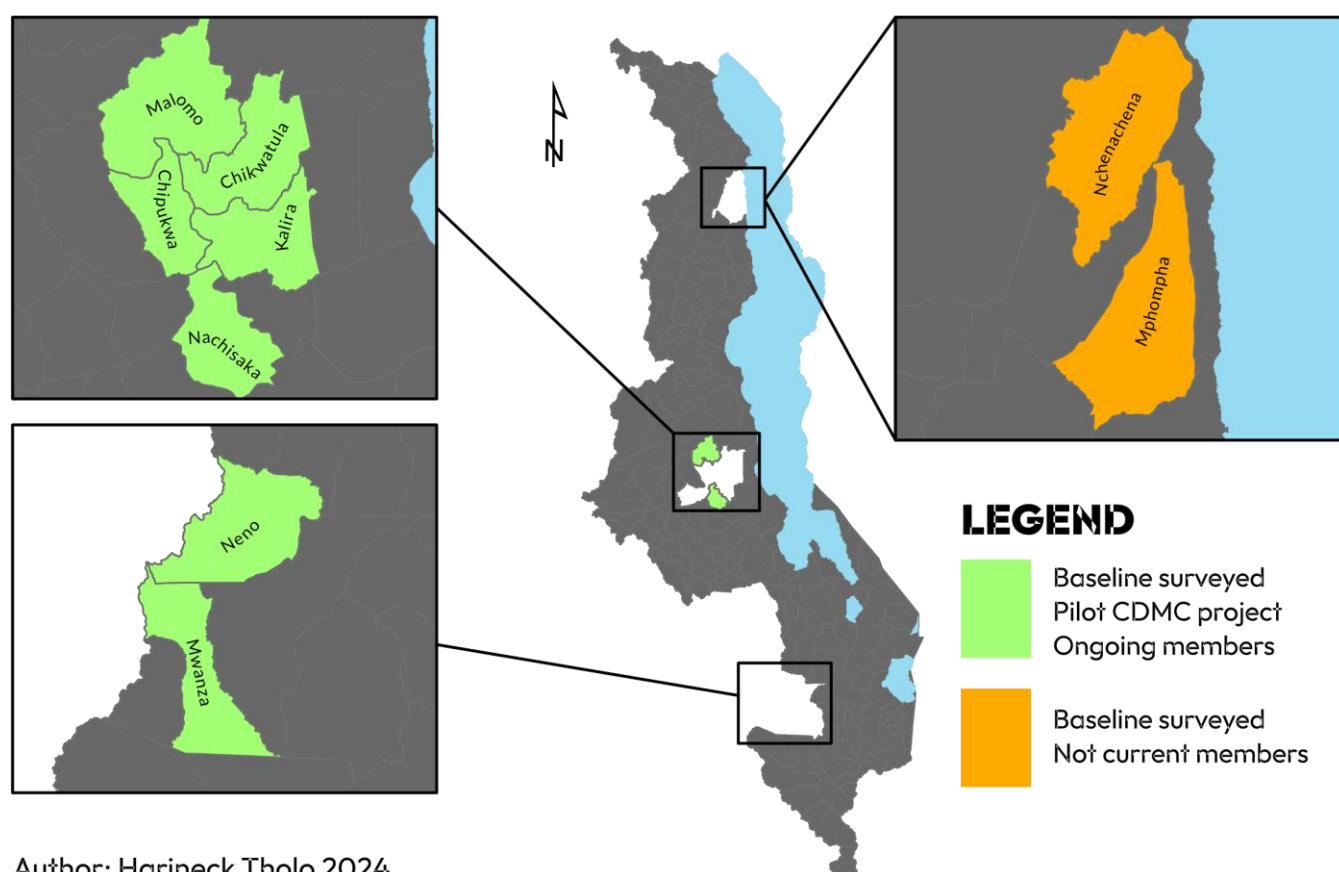 Malomo
Chikwatula
Chipukwa
Kalira
Nachisaka
N
Nchenachena
Mphompha
Neno
Mwanza
LEGEND
Baseline surveyed
Pilot CDMC project
Ongoing members
Baseline surveyed
Not current members
Author: Harineck Tholo 2024